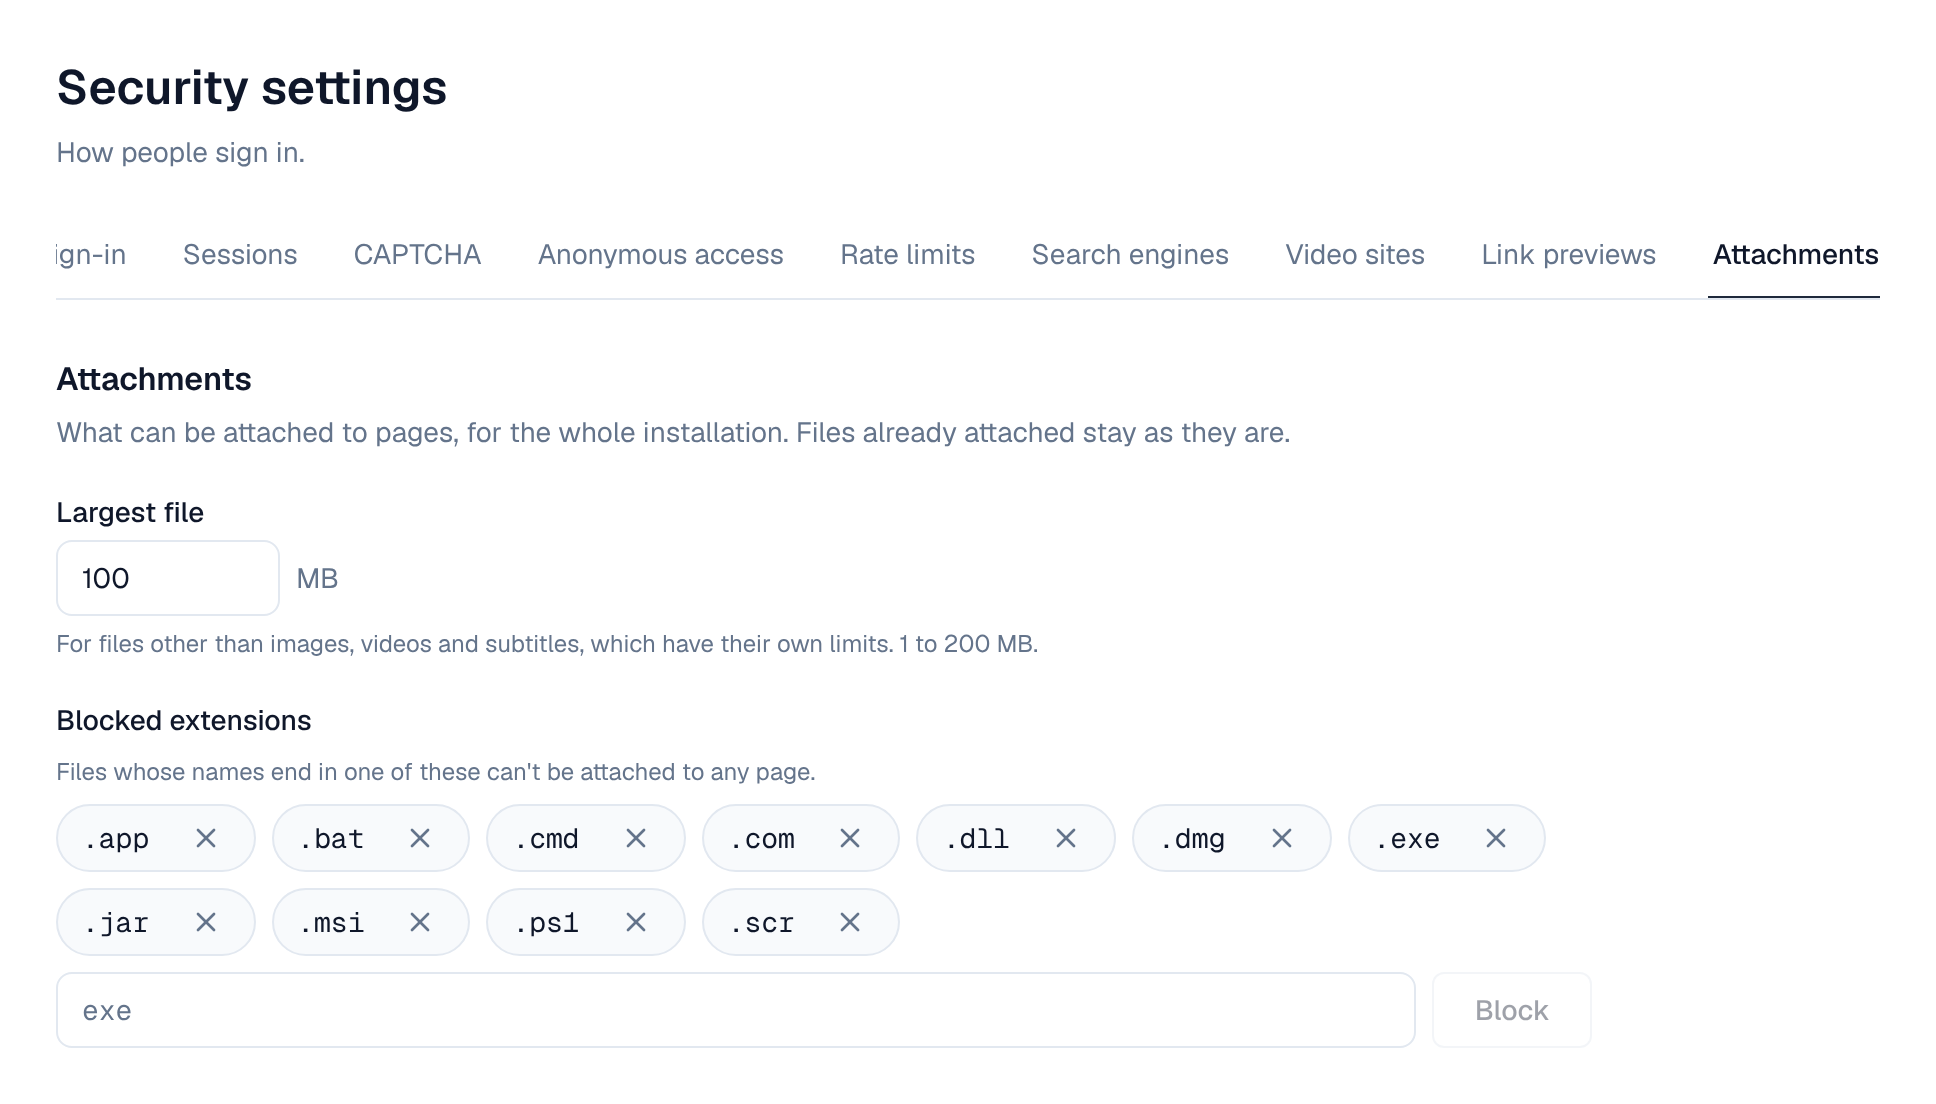 Security settings
How people sign in.
ign-in Sessions CAPTCHA Anonymous access Rate limits Search engines Video sites Link previews Attachments
Attachments
What can be attached to pages, for the whole installation. Files already attached stay as they are.
Largest file
100 MB
For files other than images, videos and subtitles, which have their own limits. 1 to 200 MB.
Blocked extensions
Files whose names end in one of these can't be attached to any page.
.app .bat .cmd .com .dll .dmg .exe
.jar .msi .ps1 .scr
exe Block